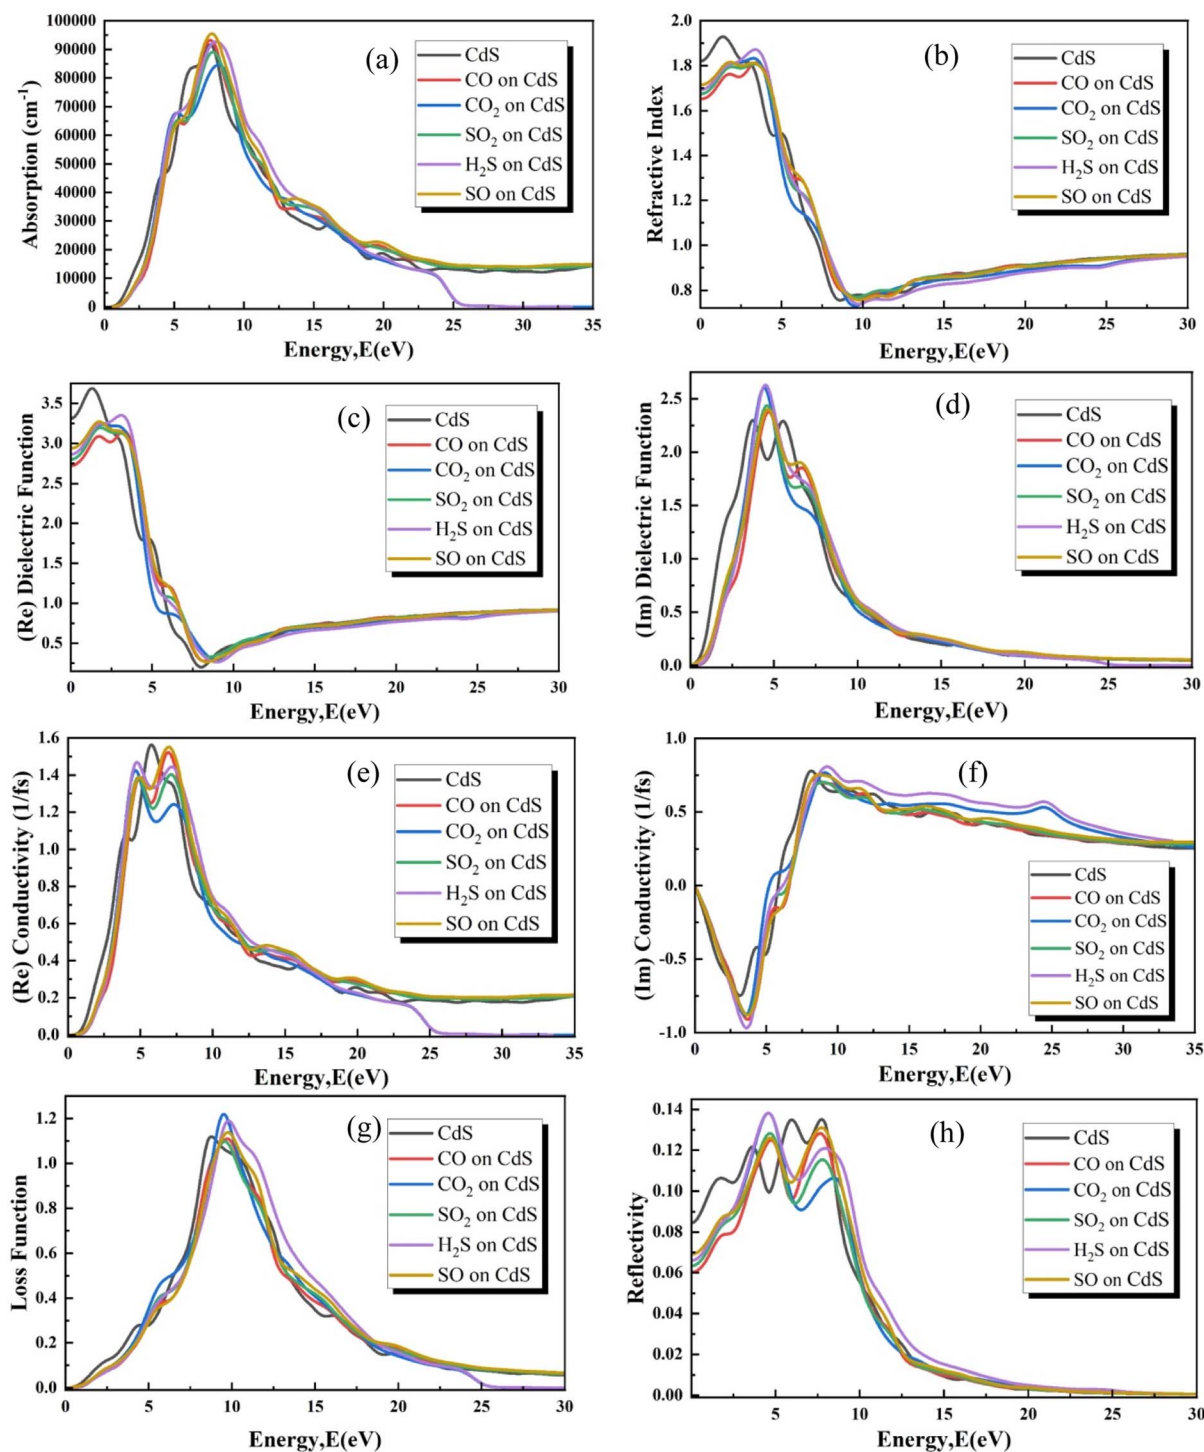 (a)
Absorption (cm⁻¹)
100000
90000
80000
70000
60000
50000
40000
30000
20000
10000
0
CdS
CO on CdS
CO₂ on CdS
SO₂ on CdS
H₂S on CdS
SO on CdS
0 5 10 15 20 25 30 35
Energy,E(eV)
(b)
Refractive Index
2.0
1.8
1.6
1.4
1.2
1.0
0.8
CdS
CO on CdS
CO₂ on CdS
SO₂ on CdS
H₂S on CdS
SO on CdS
0 5 10 15 20 25 30
Energy,E(eV)
(c)
(Re) Dielectric Function
3.5
3.0
2.5
2.0
1.5
1.0
0.5
CdS
CO on CdS
CO₂ on CdS
SO₂ on CdS
H₂S on CdS
SO on CdS
0 5 10 15 20 25 30
Energy,E(eV)
(d)
(Im) Dielectric Function
2.5
2.0
1.5
1.0
0.5
0.0
CdS
CO on CdS
CO₂ on CdS
SO₂ on CdS
H₂S on CdS
SO on CdS
0 5 10 15 20 25 30
Energy,E(eV)
(e)
(Re) Conductivity (1/fs)
1.6
1.4
1.2
1.0
0.8
0.6
0.4
0.2
0.0
CdS
CO on CdS
CO₂ on CdS
SO₂ on CdS
H₂S on CdS
SO on CdS
0 5 10 15 20 25 30 35
Energy,E(eV)
(f)
(Im) Conductivity (1/fs)
1.0
0.5
0.0
-0.5
-1.0
CdS
CO on CdS
CO₂ on CdS
SO₂ on CdS
H₂S on CdS
SO on CdS
0 5 10 15 20 25 30 35
Energy,E(eV)
(g)
Loss Function
1.2
1.0
0.8
0.6
0.4
0.2
0.0
CdS
CO on CdS
CO₂ on CdS
SO₂ on CdS
H₂S on CdS
SO on CdS
0 5 10 15 20 25 30
Energy,E(eV)
(h)
Reflectivity
0.14
0.12
0.10
0.08
0.06
0.04
0.02
0.00
CdS
CO on CdS
CO₂ on CdS
SO₂ on CdS
H₂S on CdS
SO on CdS
0 5 10 15 20 25 30
Energy,E(eV)